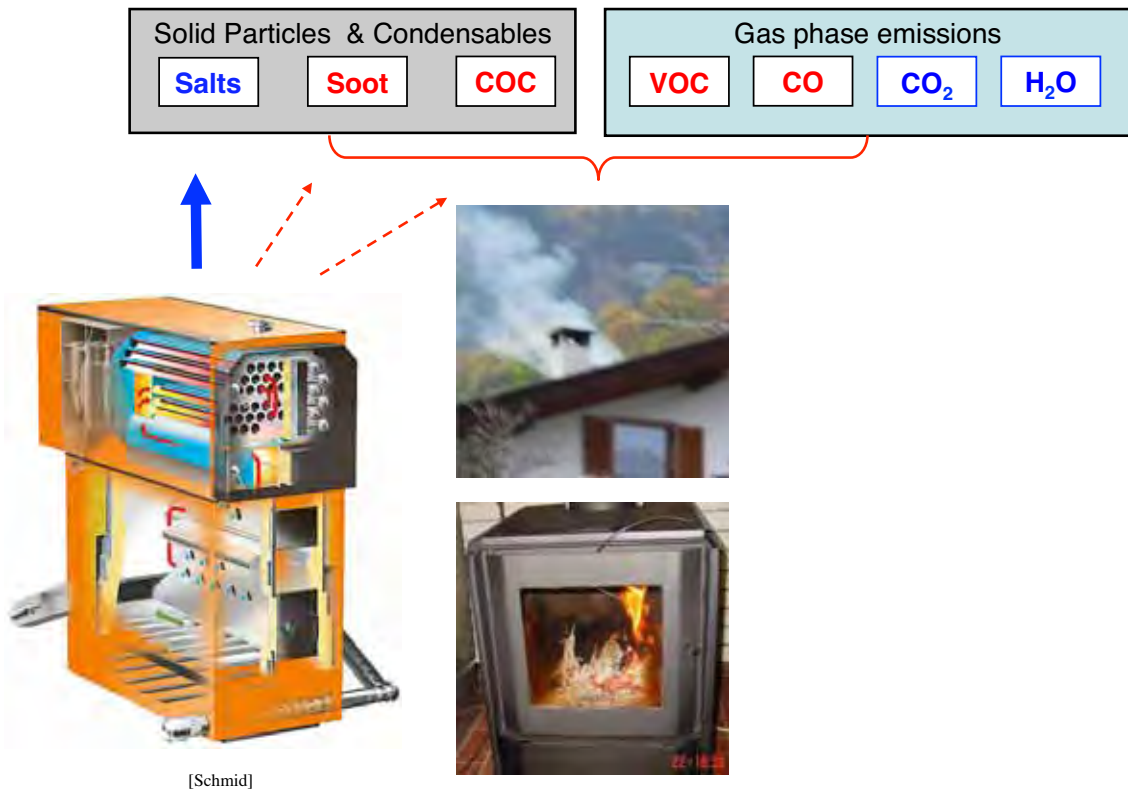 Solid Particles & Condensables
Gas phase emissions
Salts
Soot
COC
VOC
CO
CO₂
H₂O
[Schmid]